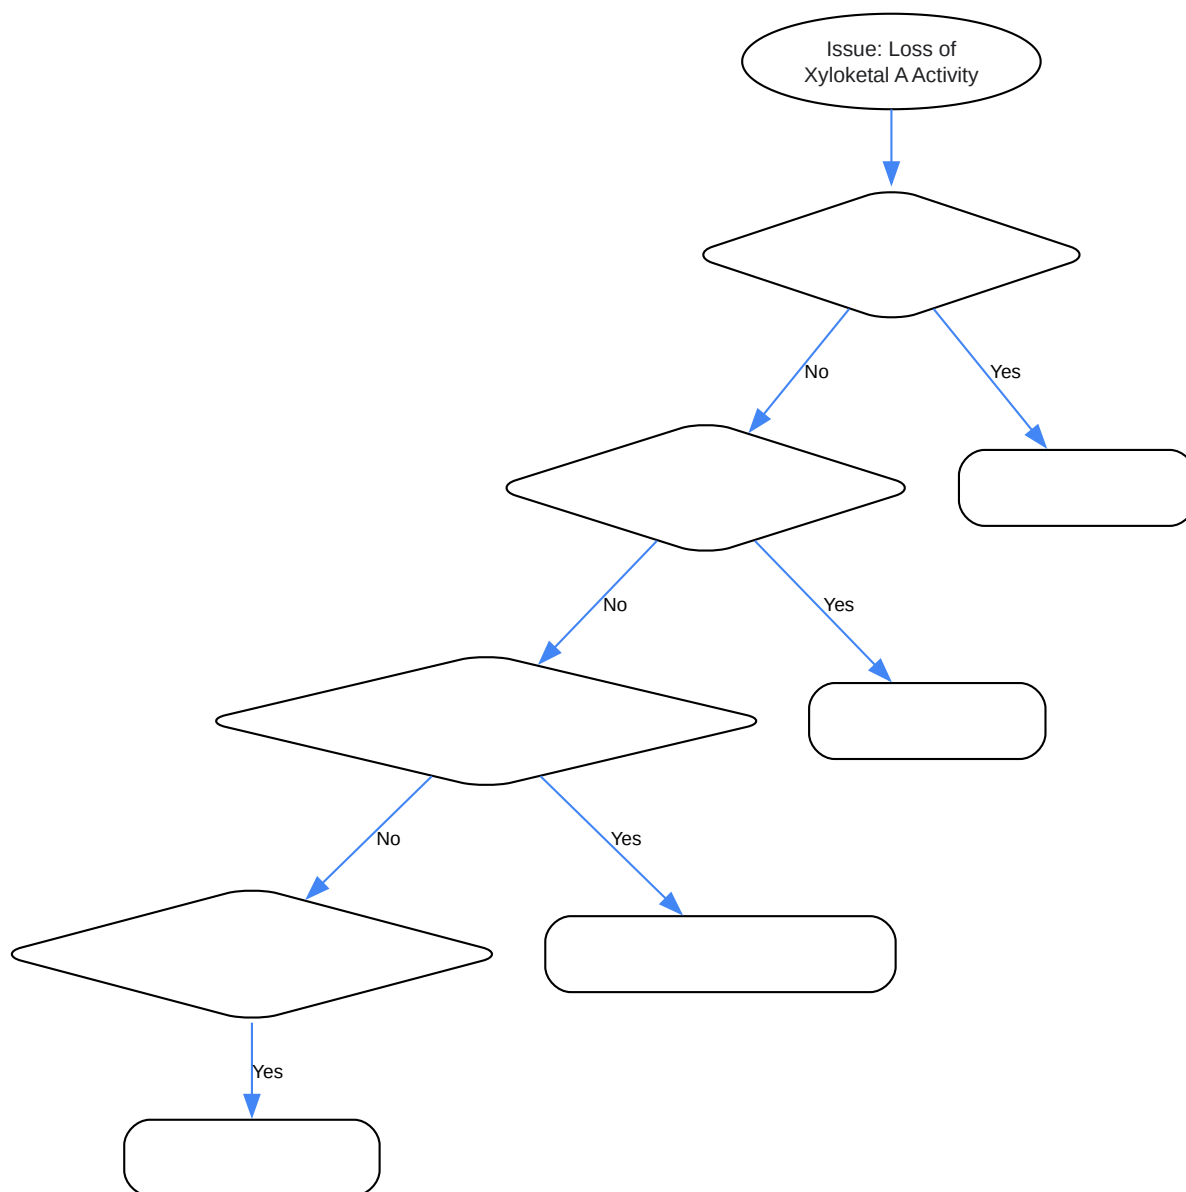 Issue: Loss of
Xyloketal A Activity
No
Yes
No
Yes
No
Yes
Yes